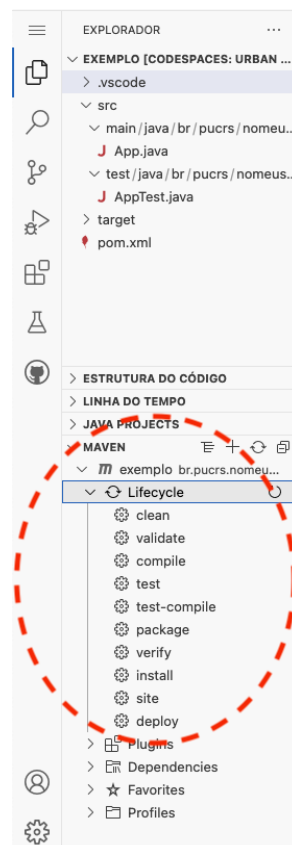 EXPLORADOR ...
EXEMPLO [CODESPACES: URBAN ...
.vscode
src
main/java/br/pucrs/nomeu..
J App.java
test/java/br/pucrs/nomeus..
J AppTest.java
target
pom.xml
ESTRUTURA DO CÓDIGO
LINHA DO TEMPO
JAVA PROJECTS
MAVEN
m exemplo br.pucrs.nomeu...
Lifecycle
clean
validate
compile
test
test-compile
package
verify
install
site
deploy
Plugins
Dependencies
Favorites
Profiles